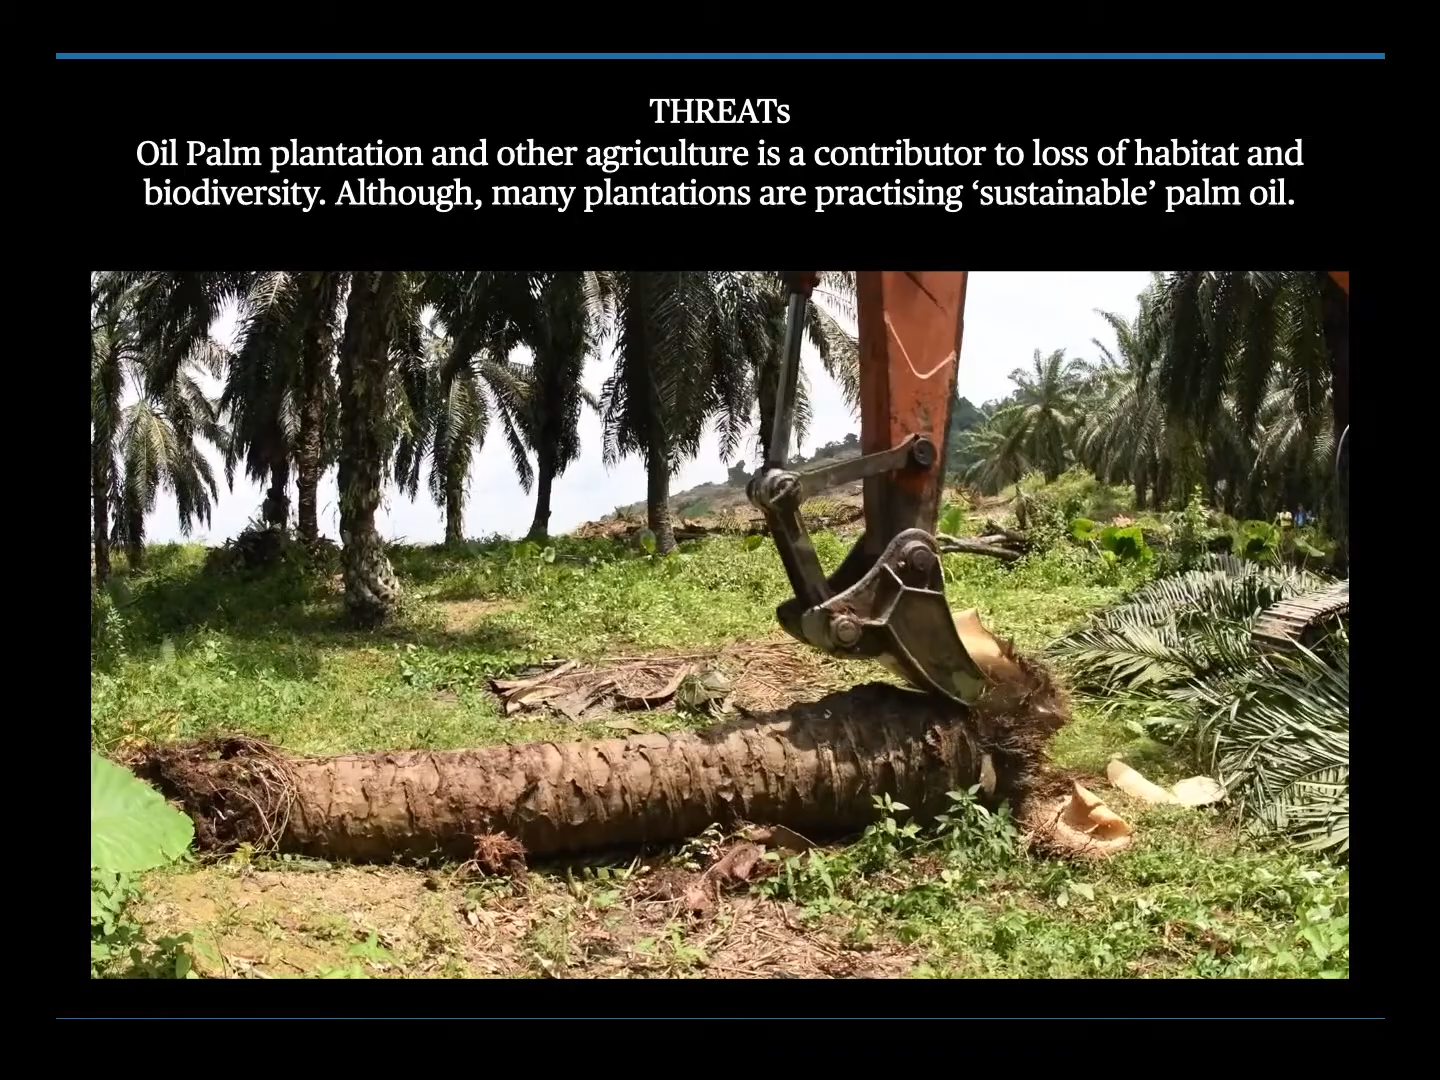 THREATs
Oil Palm plantation and other agriculture is a contributor to loss of habitat and
biodiversity. Although, many plantations are practising ‘sustainable’ palm oil.